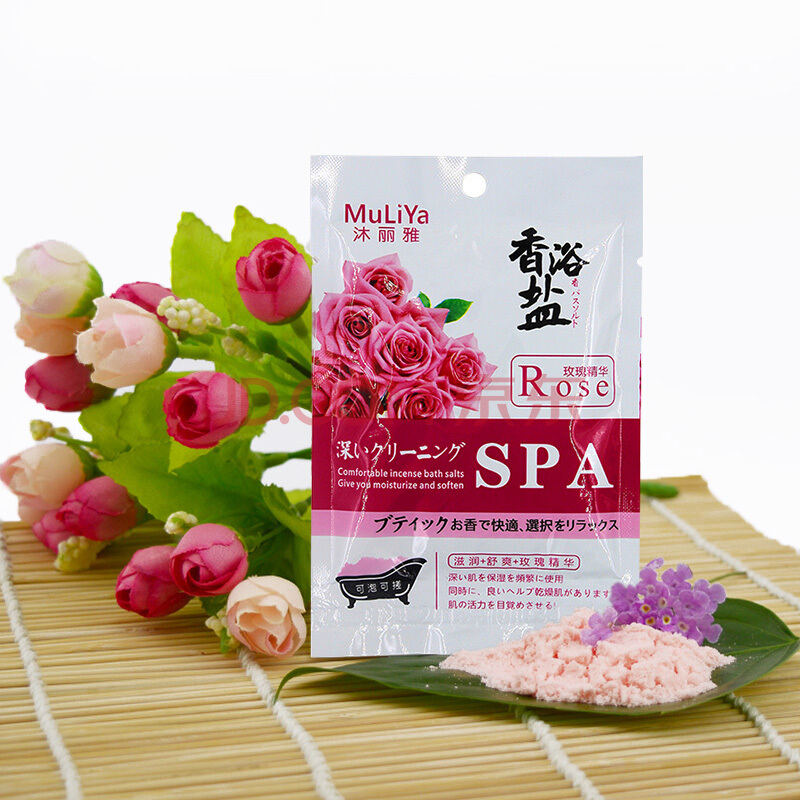 MuLiYa
沐丽雅
香浴盐
香バスソルト
玫瑰精华
Rose
JD.COM 京东
深いクリーニング
Comfortable incense bath salts
Give you moisturize and soften
SPA
ブティックお香で快適、選択をリラックス
可泡可搓
滋润+舒爽+玫瑰精华
深い肌を保湿を頻繁に使用
同時に、良いヘルプ乾燥肌があります
肌の活力を目覚めさせる!